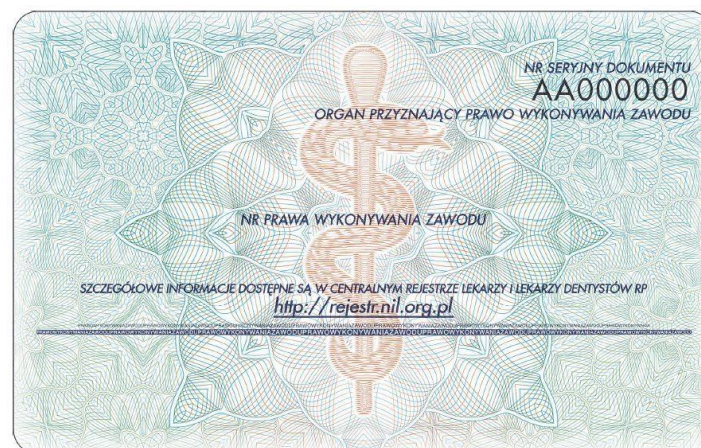 NR SERYJNY DOKUMENTU
AA000000
ORGAN PRZYZNAJĄCY PRAWO WYKONYWANIA ZAWODU
NR PRAWA WYKONYWANIA ZAWODU
SZCZEGÓŁOWE INFORMACJE DOSTĘPNE SĄ W CENTRALNYM REJESTRZE LEKARZY I LEKARZY DENTYSTÓW RP
http://rejestr.nil.org.pl